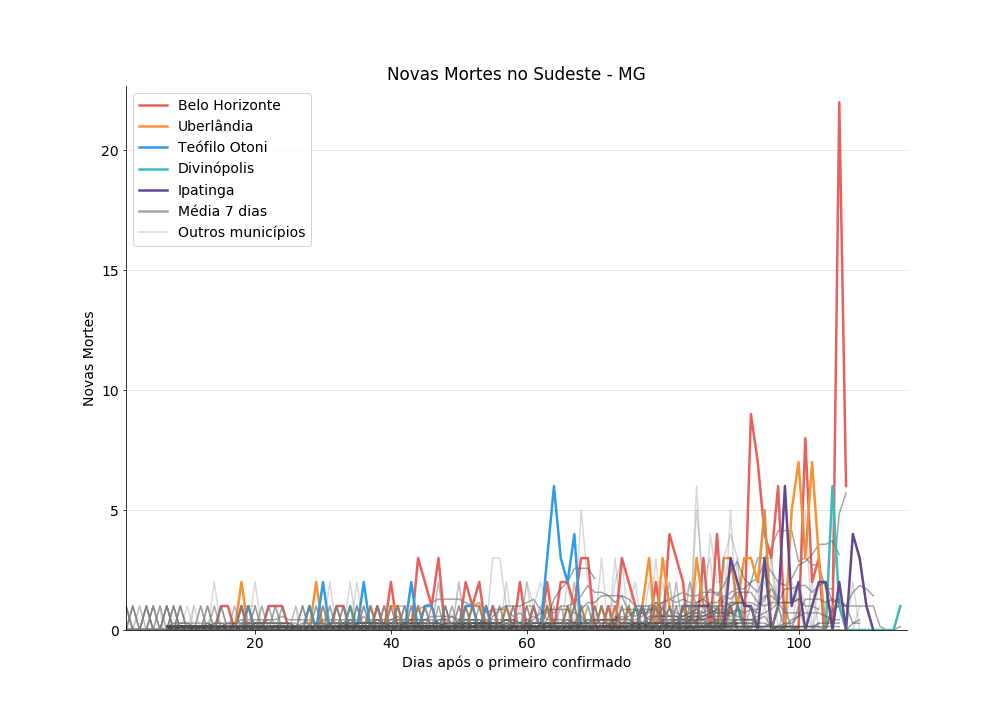 Novas Mortes no Sudeste - MG
Belo Horizonte
Uberlândia
Teófilo Otoni
Divinópolis
Ipatinga
Média 7 dias
Outros municípios
Novas Mortes
20
15
10
5
0
20 40 60 80 100
Dias após o primeiro confirmado